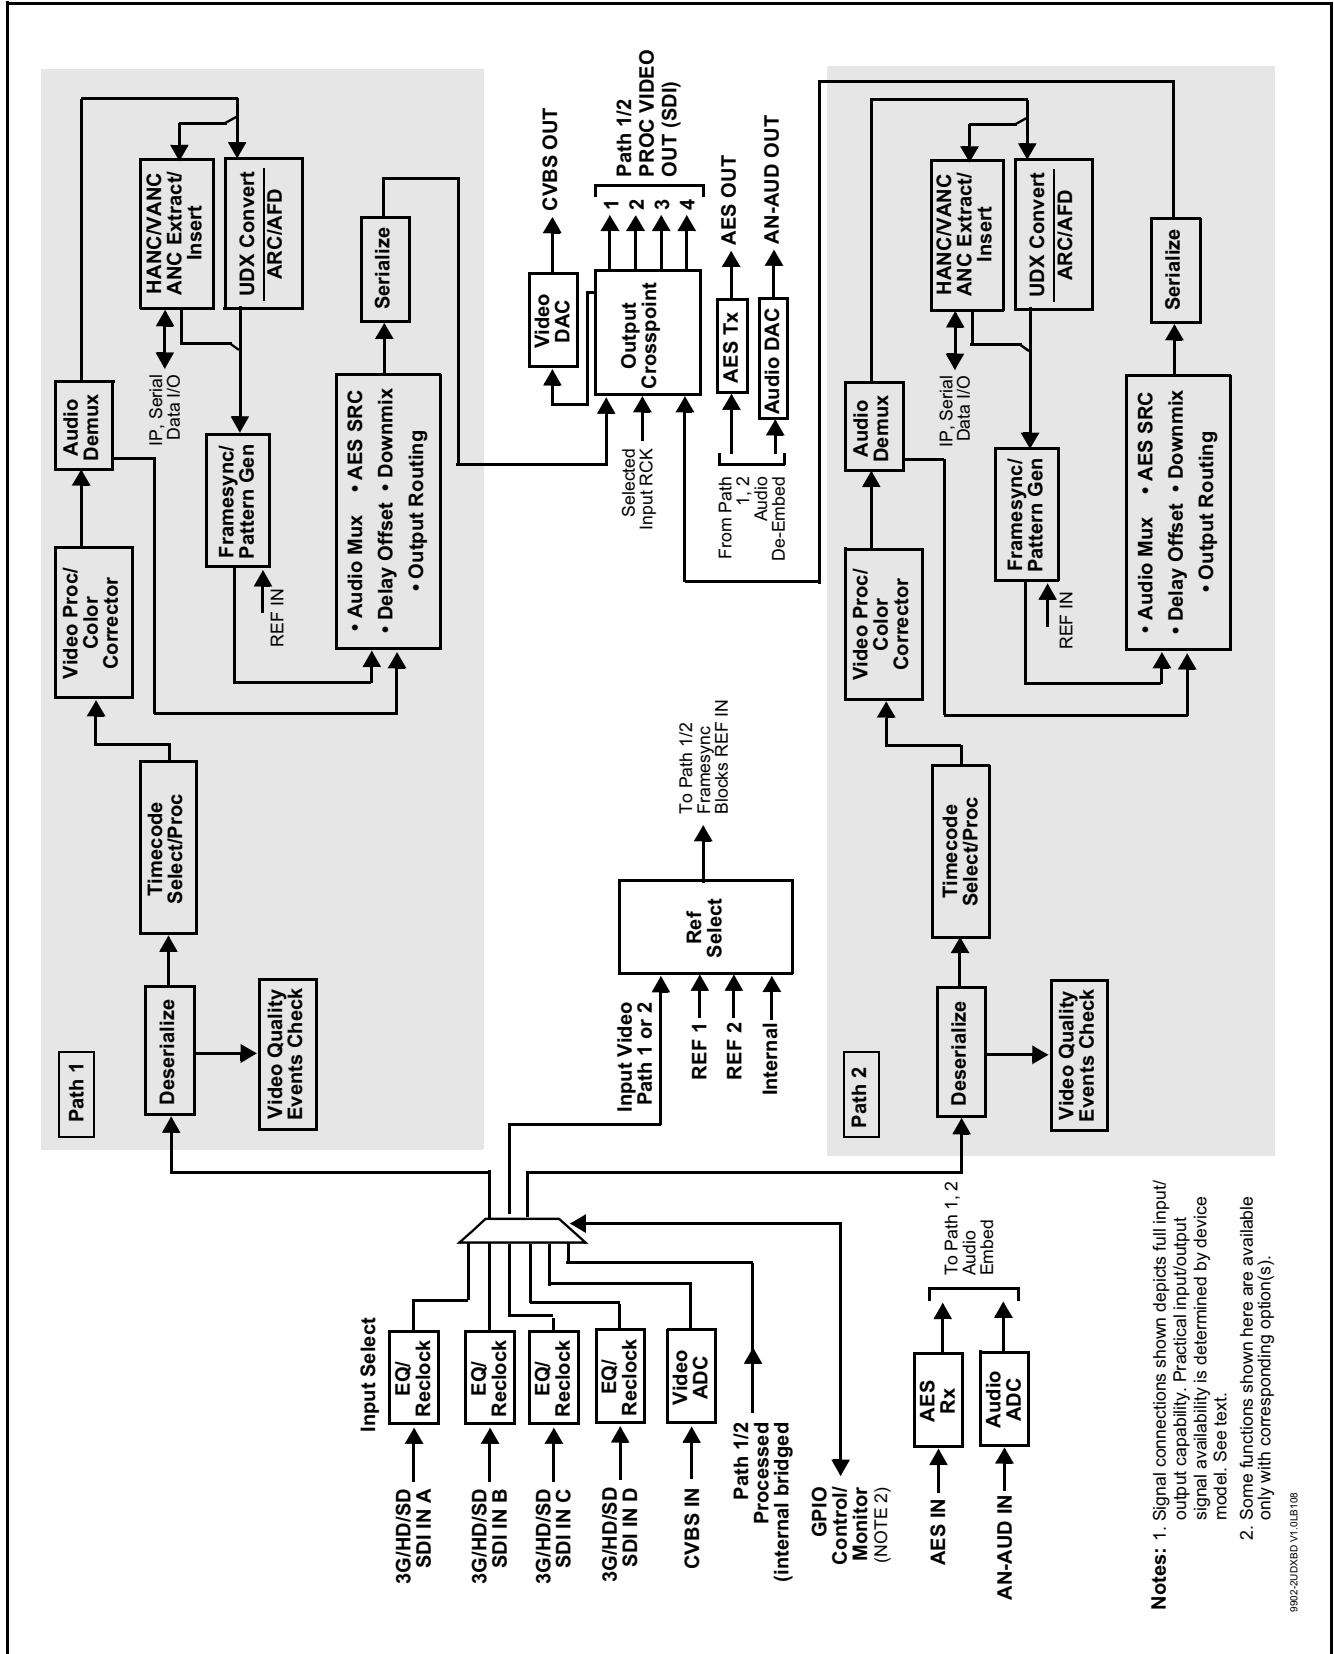 Input Select
3G/HD/SD
SDI IN A
EQ/
Reclock
3G/HD/SD
SDI IN B
EQ/
Reclock
3G/HD/SD
SDI IN C
EQ/
Reclock
3G/HD/SD
SDI IN D
EQ/
Reclock
CVBS IN
Video
ADC
Path 1/2
Processed
(internal bridged)
GPIO
Control/
Monitor
(NOTE 2)
AES IN
AES
Rx
AN-AUD IN
Audio
ADC
To Path 1, 2
Audio
Embed
Path 1
Deserialize
Video Quality
Events Check
Timecode
Select/Proc
Video Proc/
Color
Corrector
Audio
Demux
HANC/VANC
ANC Extract/
Insert
UDX Convert
ARC/AFD
IP, Serial
Data I/O
Framesync/
Pattern Gen
REF IN
• Audio Mux • AES SRC
• Delay Offset • Downmix
• Output Routing
Serialize
Input Video
Path 1 or 2
REF 1
REF 2
Internal
Ref
Select
To Path 1/2
Framesync
Blocks REF IN
Video
DAC
CVBS OUT
Output
Crosspoint
Selected
Input RCK
1
2
3
4
Path 1/2
PROC VIDEO
OUT (SDI)
From Path
1, 2
Audio
De-Embed
AES Tx
AES OUT
Audio DAC
AN-AUD OUT
Path 2
Deserialize
Video Quality
Events Check
Timecode
Select/Proc
Video Proc/
Color
Corrector
Audio
Demux
HANC/VANC
ANC Extract/
Insert
UDX Convert
ARC/AFD
IP, Serial
Data I/O
Framesync/
Pattern Gen
REF IN
• Audio Mux • AES SRC
• Delay Offset • Downmix
• Output Routing
Serialize
Notes: 1. Signal connections shown depicts full input/
output capability. Practical input/output
signal availability is determined by device
model. See text.
2. Some functions shown here are available
only with corresponding option(s).
9902-2UDXBD V1.0LB108